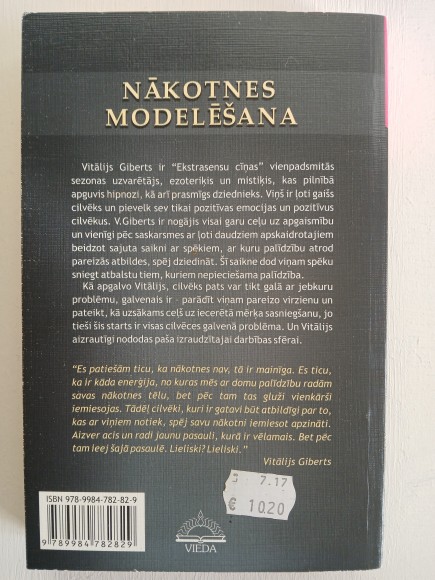 NĀKOTNES
MODELĒŠANA
Vitālijs Giberts ir “Ekstrasensu cīņas” vienpadsmitās
sezonas uzvarētājs, ezoteriķis un mistiķis, kas pilnībā
apguvis hipnozi, kā arī prasmīgs dziednieks. Viņš ir ļoti gaišs
cilvēks un pievelk sev tikai pozitīvas emocijas un pozitīvus
cilvēkus. V.Giberts ir nogājis visai garu ceļu uz apgaismību
un vienīgi pēc saskarsmes ar ļoti daudziem apskaidrotajiem
beidzot sajuta saikni ar spēkiem, ar kuru palīdzību atrod
pareizās atbildes, spēj dziedināt. Šī saikne dod viņam spēku
sniegt atbalstu tiem, kuriem nepieciešama palīdzība.
Kā apgalvo Vitālijs, cilvēks pats var tikt galā ar jebkuru
problēmu, galvenais ir – parādīt viņam pareizo virzienu un
pateikt, kā uzsākams ceļš uz iecerētā mērķa sasniegšanu, jo
tieši šis starts ir visas cilvēces galvenā problēma. Un Vitālijs
aizrautīgi nododas paša izraudzītajai darbības sfērai.
“Es patiešām ticu, ka nākotnes nav, tā ir mainīga. Es ticu,
ka ir kāda enerģija, no kuras mēs ar domu palīdzību radām
savas nākotnes tēlu, bet pēc tam tas gluži vienkārši
iemiesojas. Tādēļ cilvēki, kuri ir gatavi būt atbildīgi par to,
kas ar viņiem notiek, spēj savu nākotni iemiesot apzināti.
Aizver acis un radi jaunu pasauli, kurā ir vēlamais. Bet pēc
tam leej šajā pasaulē. Lieliski? Lieliski.”
Vitālijs Giberts
7.17
€ 10.20
ISBN 978-9984-782-82-9
9 789984 782829
VIEDA